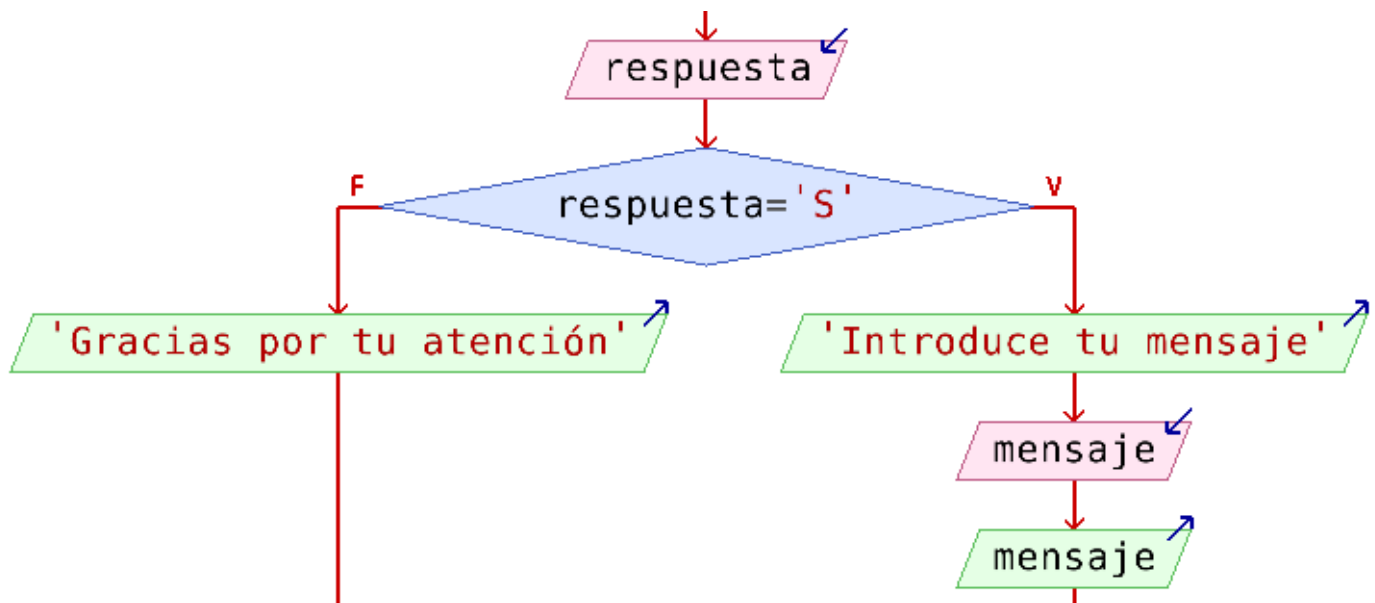 respuesta
F
V
respuesta='S'
'Gracias por tu atención'
'Introduce tu mensaje'
mensaje
mensaje